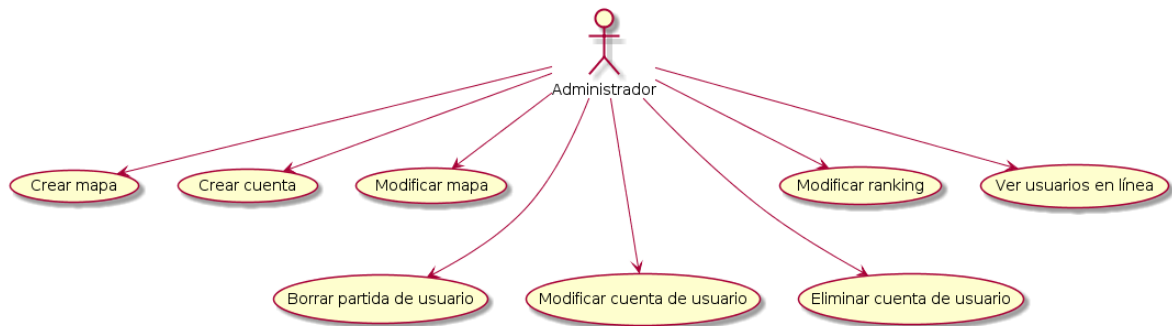 Administrador
Crear mapa
Crear cuenta
Modificar mapa
Modificar ranking
Ver usuarios en línea
Borrar partida de usuario
Modificar cuenta de usuario
Eliminar cuenta de usuario